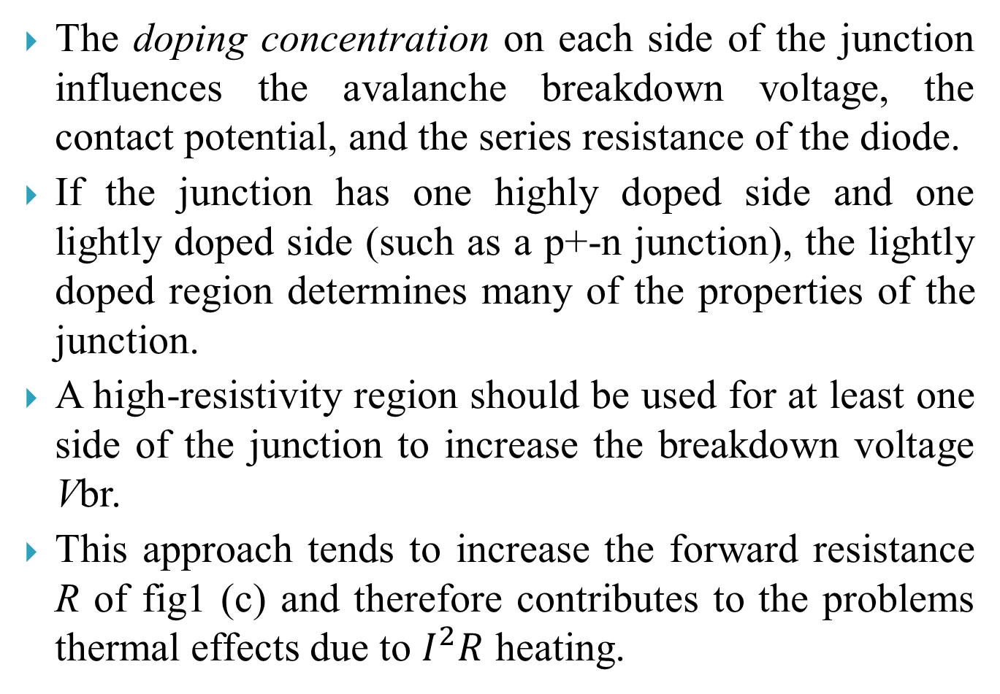 The doping concentration on each side of the junction
influences the avalanche breakdown voltage, the
contact potential, and the series resistance of the diode.
If the junction has one highly doped side and one
lightly doped side (such as a p+-n junction), the lightly
doped region determines many of the properties of the
junction.
A high-resistivity region should be used for at least one
side of the junction to increase the breakdown voltage
Vbr.
This approach tends to increase the forward resistance
R of fig1 (c) and therefore contributes to the problems
thermal effects due to I²R heating.